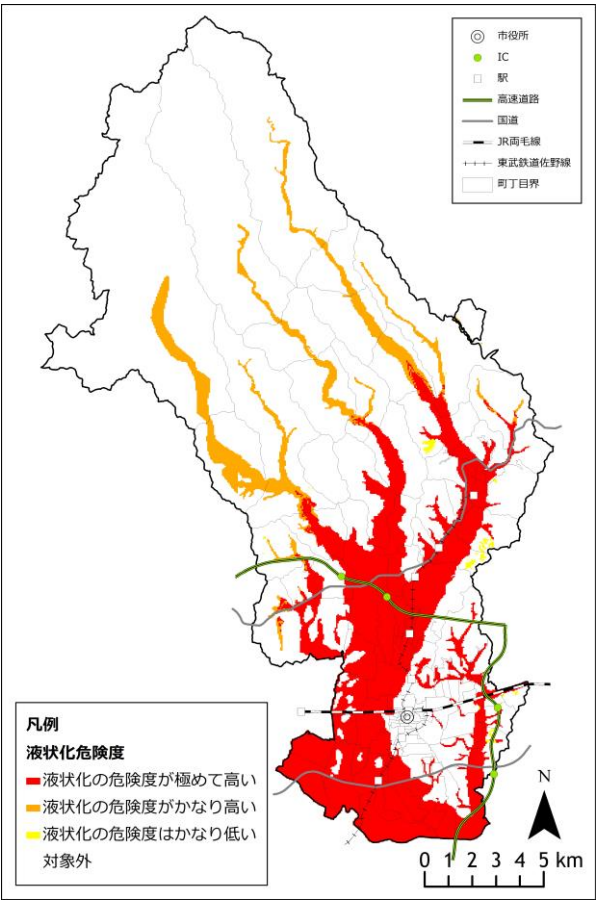 市役所
IC
駅
高速道路
国道
JR両毛線
東武鉄道佐野線
町丁目界
凡例
液状化危険度
液状化の危険度が極めて高い
液状化の危険度がかなり高い
液状化の危険度はかなり低い
対象外
N
0 1 2 3 4 5 km